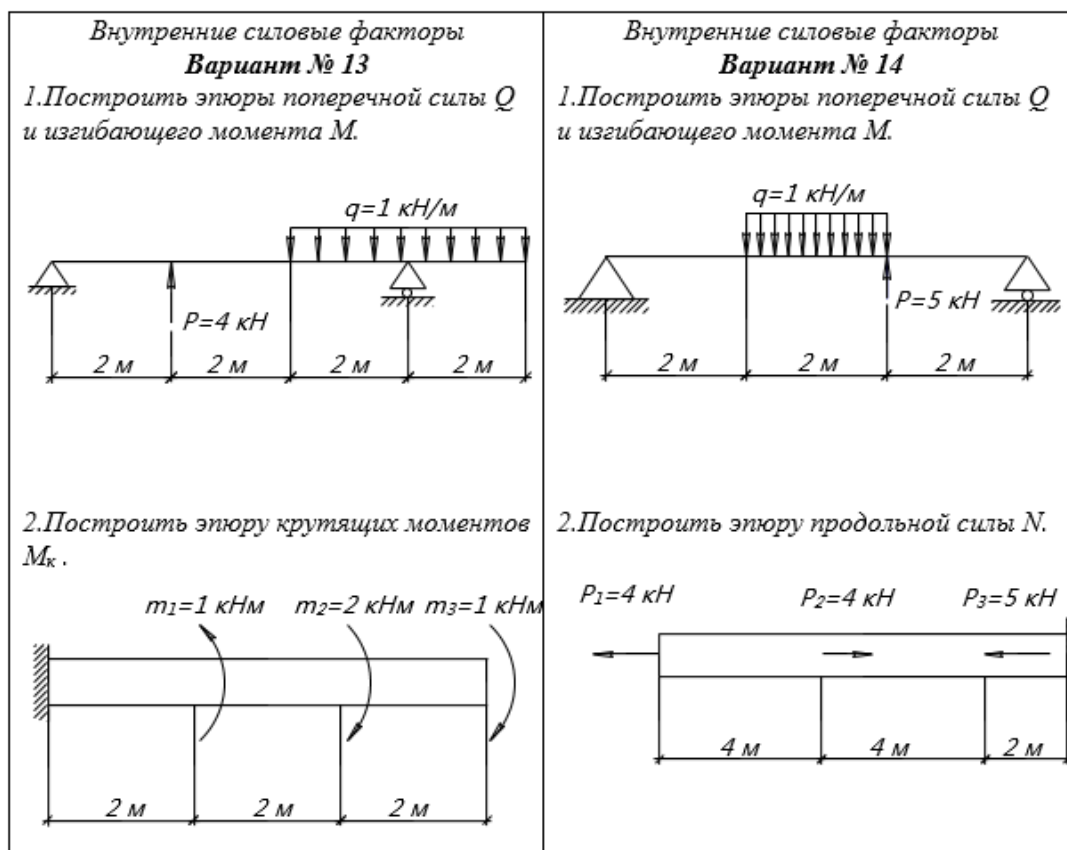 Внутренние силовые факторы
Вариант № 13
1.Построить эпюры поперечной силы Q
и изгибающего момента М.
q=1 кН/м
P=4 кН
2 м
2 м
2 м
2 м
2.Построить эпюру крутящих моментов
Мк .
m1=1 кНм
m2=2 кНм
m3=1 кНм
2 м
2 м
2 м
Внутренние силовые факторы
Вариант № 14
1.Построить эпюры поперечной силы Q
и изгибающего момента М.
q=1 кН/м
P=5 кН
2 м
2 м
2 м
2.Построить эпюру продольной силы N.
P1=4 кН
P2=4 кН
P3=5 кН
4 м
4 м
2 м